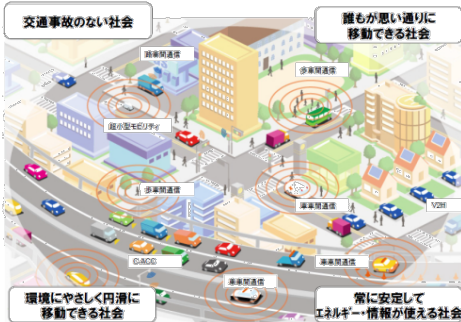 交通事故のない社会
誰もが思い通りに
移動できる社会
路車間通信
歩車間通信
超小型モビリティ
歩車間通信
車車間通信
V2H
C-ACC
車車間通信
車車間通信
環境にやさしく円滑に
移動できる社会
常に安定して
エネルギー・情報が使える社会